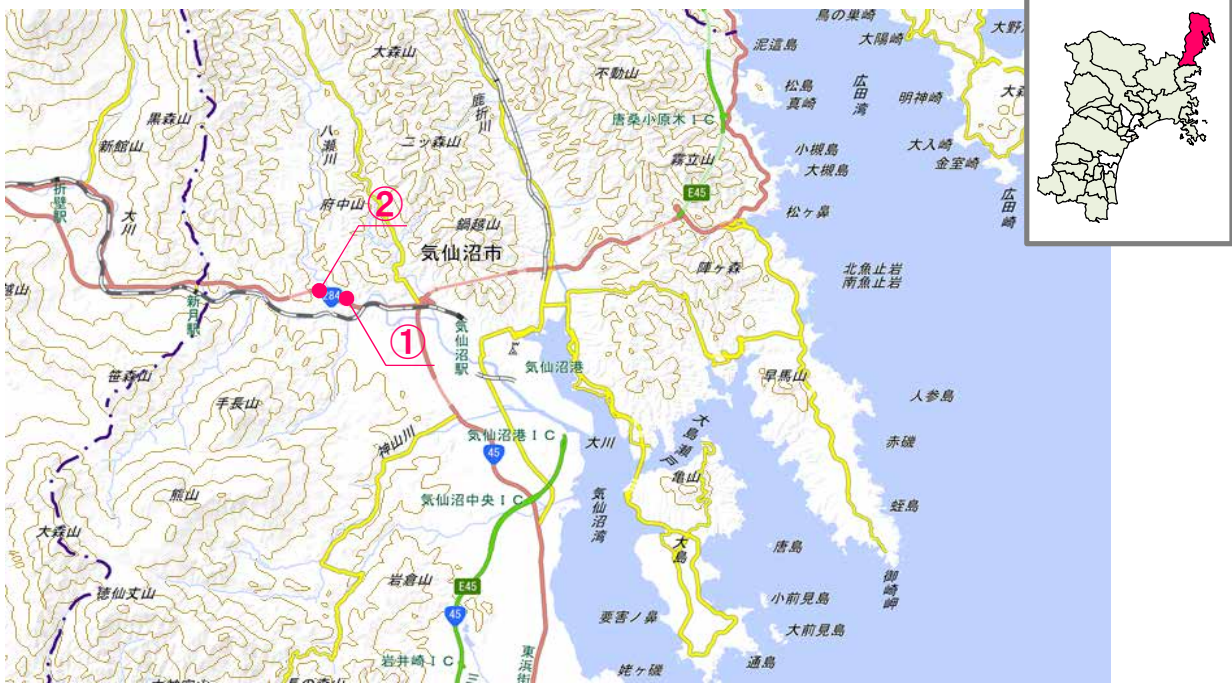 鳥の巣崎
大陽崎
大野
泥這島
大森山
不動山
松島
真崎
広田湾
明神崎
大森
鹿折川
唐桑小原木IC
黒森山
新館山
八瀬川
二ッ森山
霧立山
小槻島
大槻島
大入崎
金室崎
E45
折壁駅
大川
府中山
②
鍋越山
松ヶ鼻
広田崎
気仙沼市
陣ヶ森
北魚止岩
南魚止岩
越山
新月駅
284
①
気仙沼駅
気仙沼港
笹森山
手長山
早馬山
人参島
神山川
気仙沼港IC
45
大川
大島瀬戸
赤磯
亀山
熊山
気仙沼中央IC
気仙沼湾
蛭島
大森山
大島
唐島
徳仙丈山
岩倉山
E45
45
御崎岬
小前見島
要害ノ鼻
大前見島
岩井崎IC
東浜街
姥ヶ磯
通島
三
長の森山